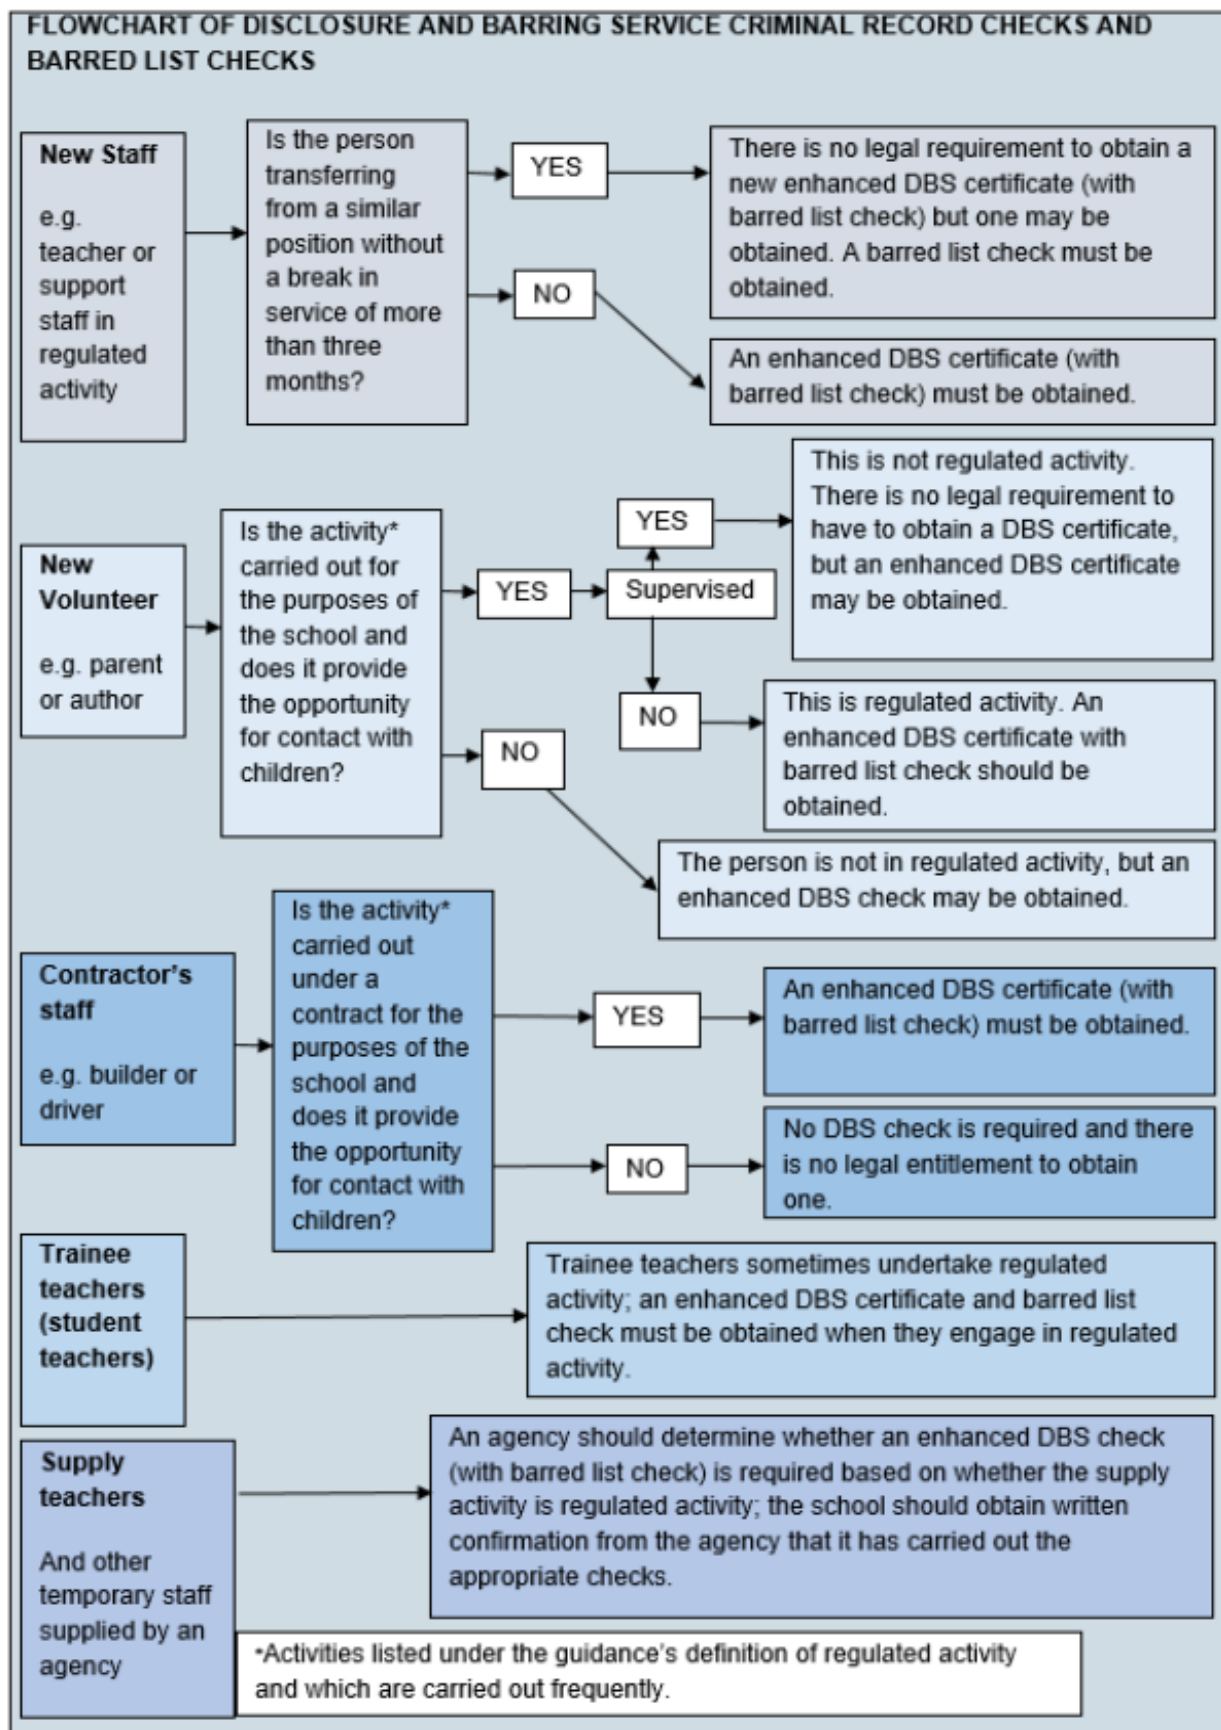 FLOWCHART OF DISCLOSURE AND BARRING SERVICE CRIMINAL RECORD CHECKS AND
BARRED LIST CHECKS
New Staff
e.g.
teacher or
support
staff in
regulated
activity
Is the person
transferring
from a similar
position without
a break in
service of more
than three
months?
YES
There is no legal requirement to obtain a
new enhanced DBS certificate (with
barred list check) but one may be
obtained. A barred list check must be
obtained.
NO
An enhanced DBS certificate (with
barred list check) must be obtained.
New
Volunteer
e.g. parent
or author
Is the activity*
carried out for
the purposes of
the school and
does it provide
the opportunity
for contact with
children?
YES
Supervised
YES
This is not regulated activity.
There is no legal requirement to
have to obtain a DBS certificate,
but an enhanced DBS certificate
may be obtained.
NO
This is regulated activity. An
enhanced DBS certificate with
barred list check should be
obtained.
NO
The person is not in regulated activity, but an
enhanced DBS check may be obtained.
Contractor's
staff
e.g. builder or
driver
Is the activity*
carried out
under a
contract for the
purposes of the
school and
does it provide
the opportunity
for contact with
children?
YES
An enhanced DBS certificate (with
barred list check) must be obtained.
NO
No DBS check is required and there
is no legal entitlement to obtain
one.
Trainee
teachers
(student
teachers)
Trainee teachers sometimes undertake regulated
activity; an enhanced DBS certificate and barred list
check must be obtained when they engage in regulated
activity.
Supply
teachers
And other
temporary staff
supplied by an
agency
An agency should determine whether an enhanced DBS check
(with barred list check) is required based on whether the supply
activity is regulated activity; the school should obtain written
confirmation from the agency that it has carried out the
appropriate checks.
*Activities listed under the guidance's definition of regulated activity
and which are carried out frequently.